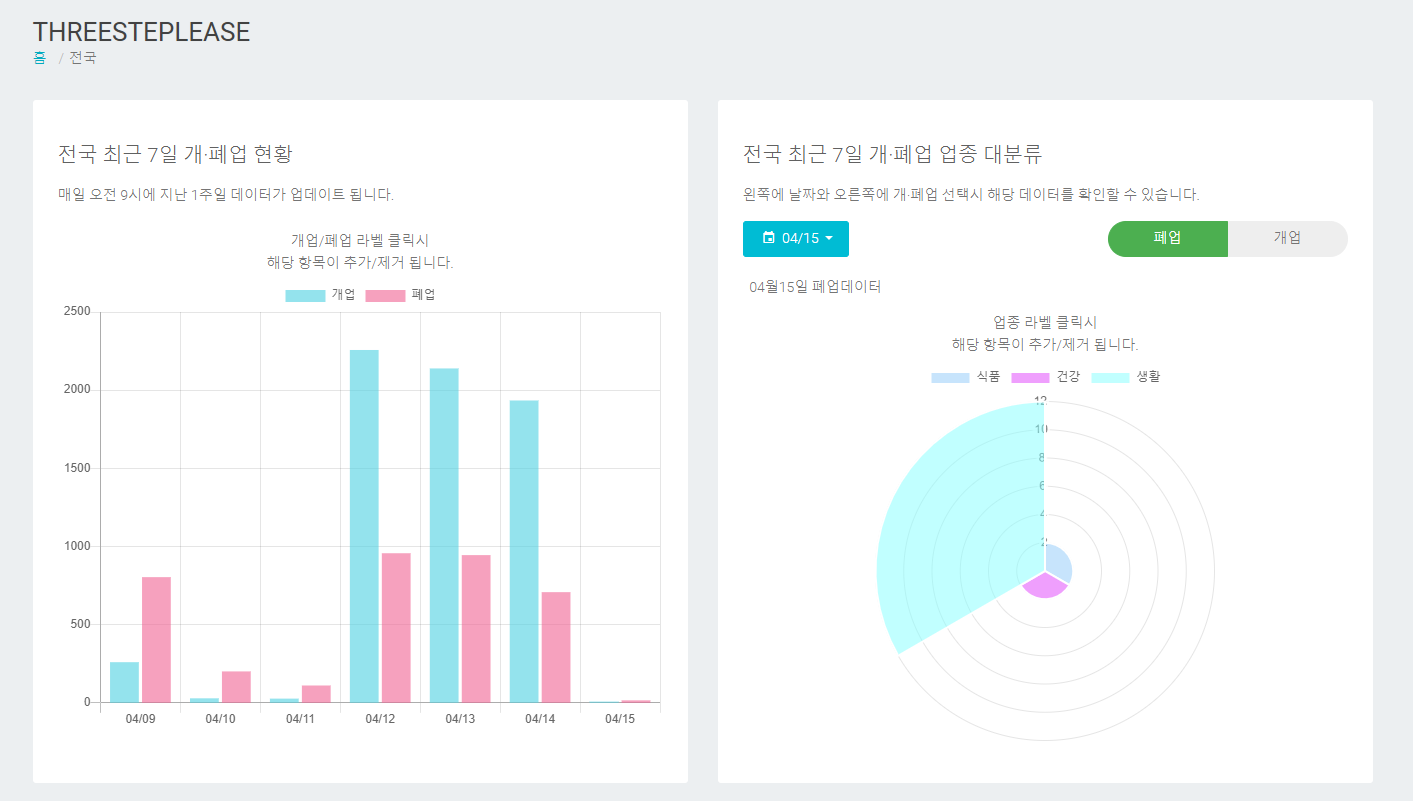 THREESTEPLEASE
홈 / 전국
전국 최근 7일 개·폐업 현황
매일 오전 9시에 지난 1주일 데이터가 업데이트 됩니다.
개업/폐업 라벨 클릭시
해당 항목이 추가/제거 됩니다.
개업 폐업
2500
2000
1500
1000
500
0
04/09 04/10 04/11 04/12 04/13 04/14 04/15
전국 최근 7일 개·폐업 업종 대분류
왼쪽에 날짜와 오른쪽에 개·폐업 선택시 해당 데이터를 확인할 수 있습니다.
04/15 폐업 개업
04월15일 폐업데이터
업종 라벨 클릭시
해당 항목이 추가/제거 됩니다.
식품 건강 생활
12
10
8
6
4
2